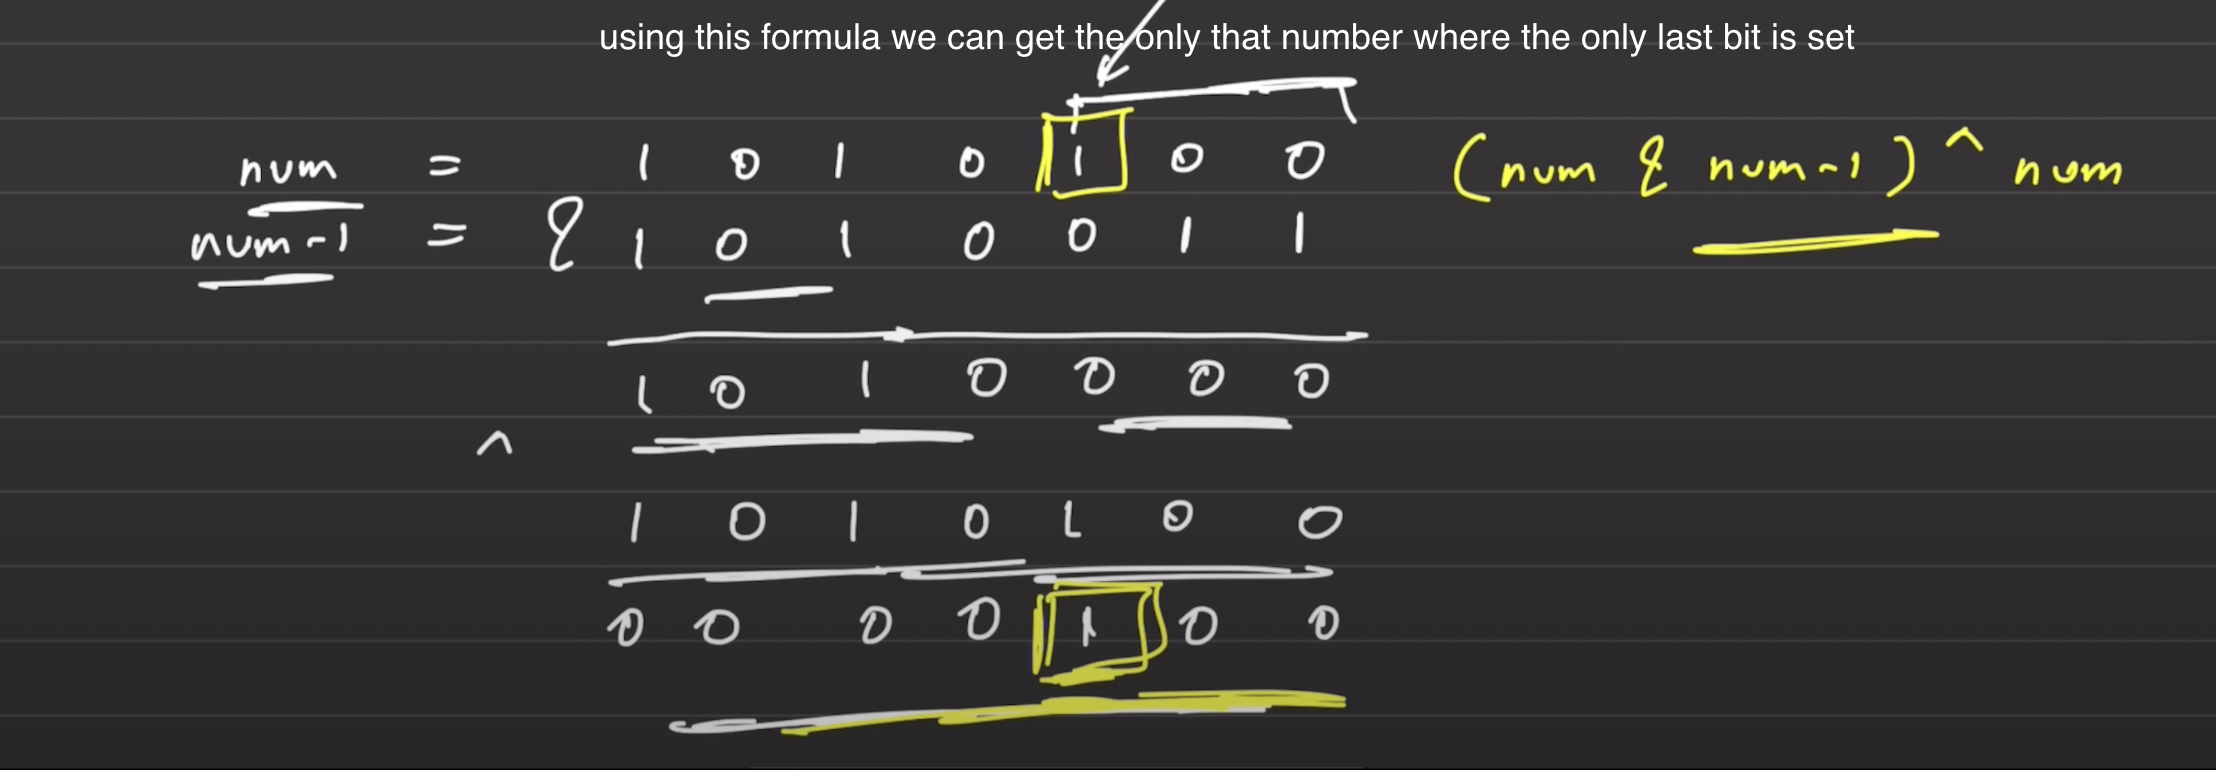 using this formula we can get the only that number where the only last bit is set
num = 1 0 1 0 1 0 0 (num & num-1) ^ num
num-1 = & 1 0 1 0 0 1 1
1 0 1 0 0 0 0
^
1 0 1 0 1 0 0
0 0 0 0 1 0 0